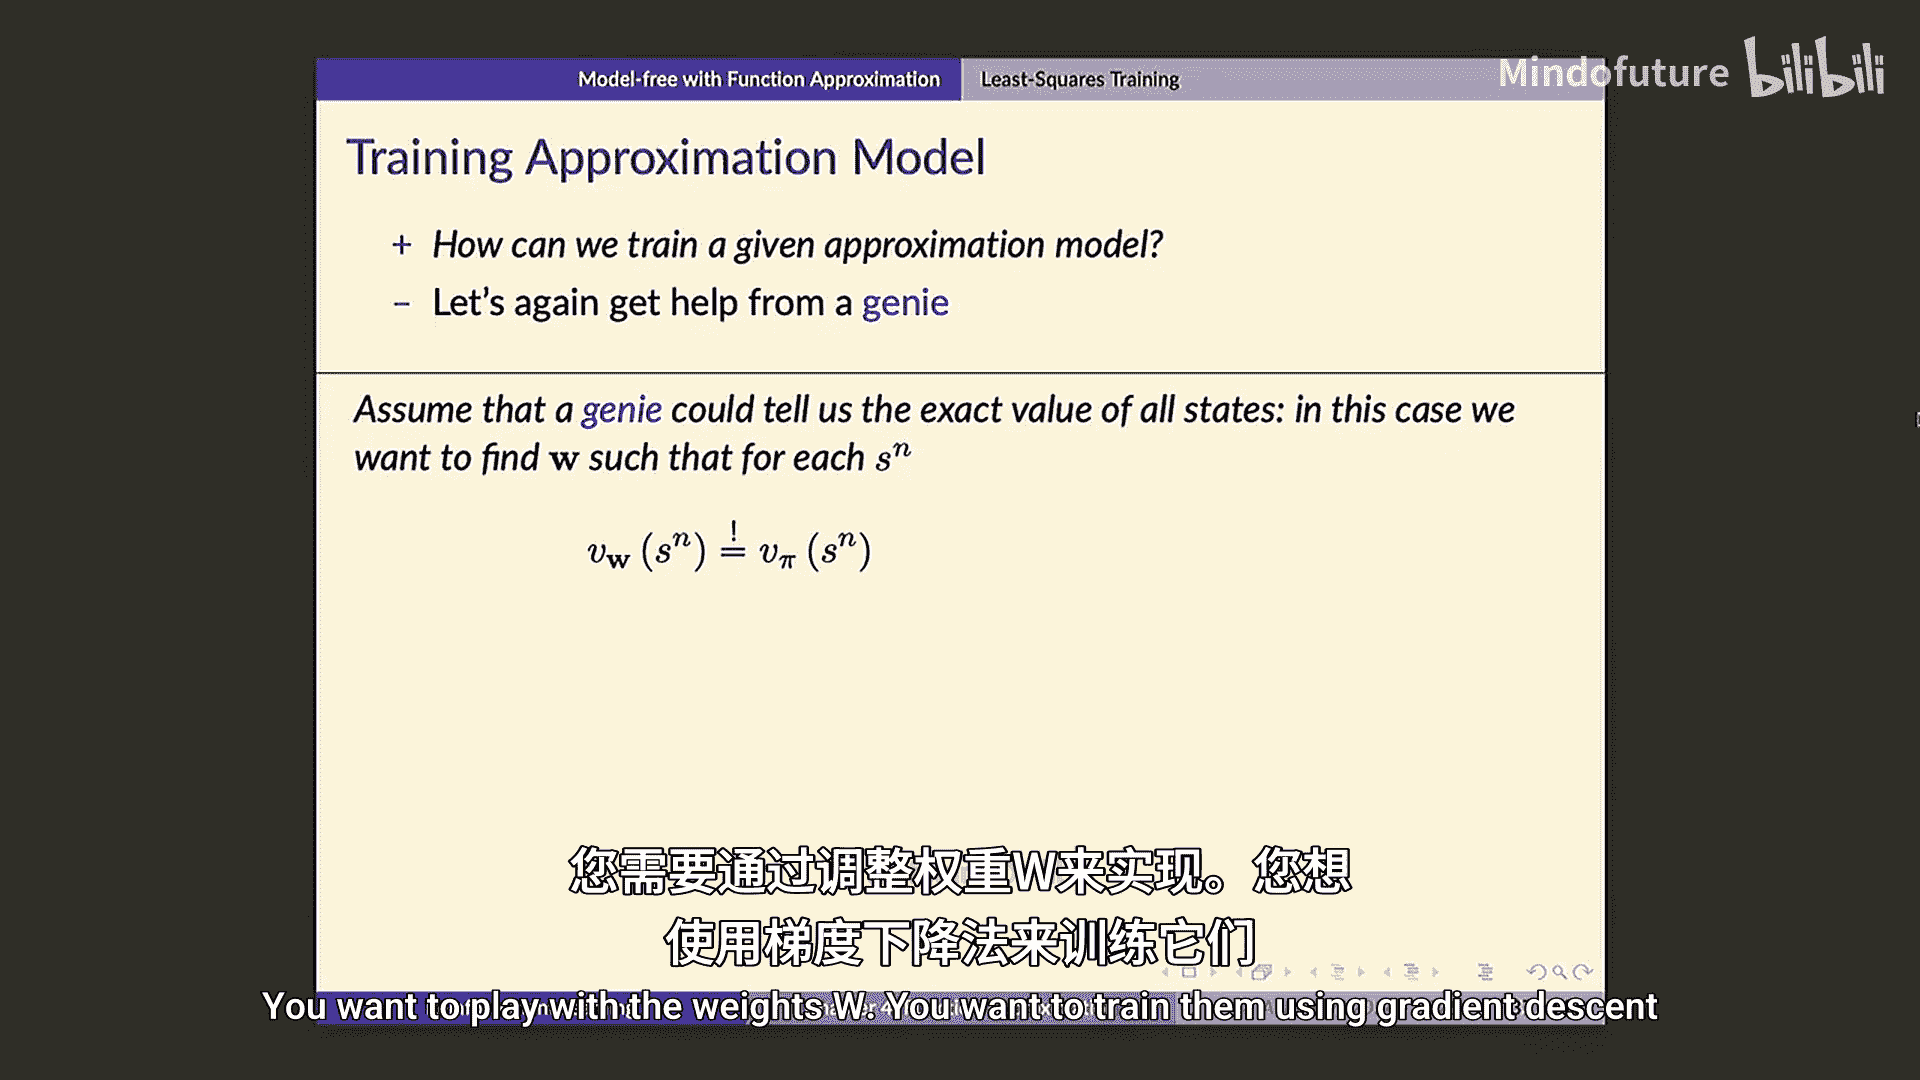 Model-free with Function Approximation
Least-Squares Training
Mindofuture bilibili
Training Approximation Model
+ How can we train a given approximation model?
– Let's again get help from a genie
Assume that a genie could tell us the exact value of all states: in this case we
want to find w such that for each sⁿ
v_w (sⁿ) =! v_π (sⁿ)
您需要通过调整权重W来实现。您想
使用梯度下降法来训练它们
You want to play with the weights W. You want to train them using gradient descent